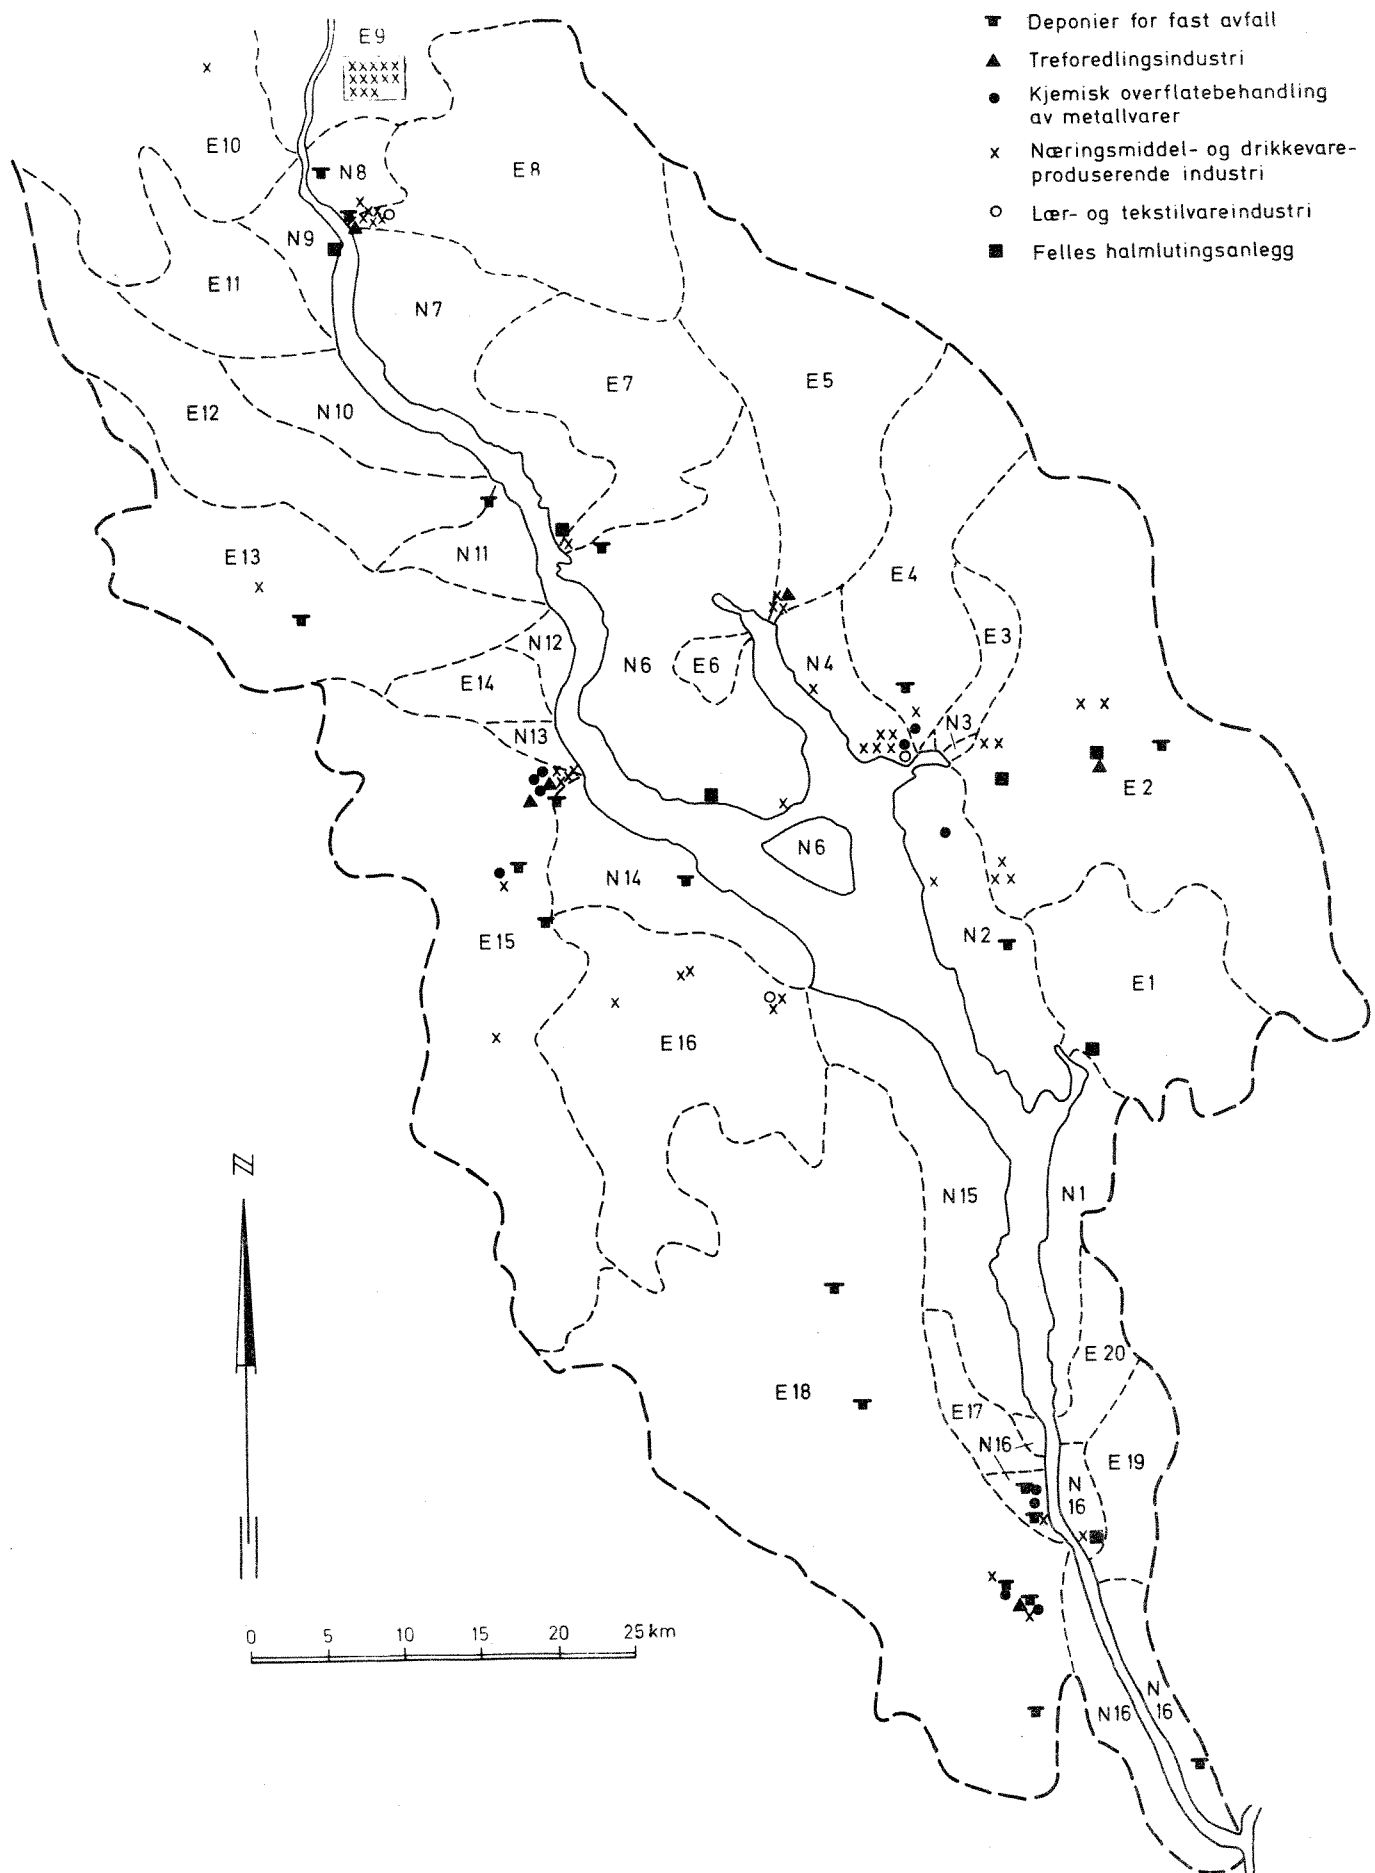 Deponier for fast avfall
Treforedlingsindustri
Kjemisk overflatebehandling
av metallvarer
Næringsmiddel- og drikkevare-
produserende industri
Lær- og tekstilvareindustri
Felles halmlutingsanlegg
E9
E10
N8
E8
N9
E11
N7
E7
E5
E12
N10
E4
E13
N11
E3
N12
N6
E6
N4
E14
N3
N13
E2
N6
N14
N2
E15
E1
E16
N
N15
N1
E20
E18
E17
N16
E19
N
16
0 5 10 15 20 25 km
N16
N
16